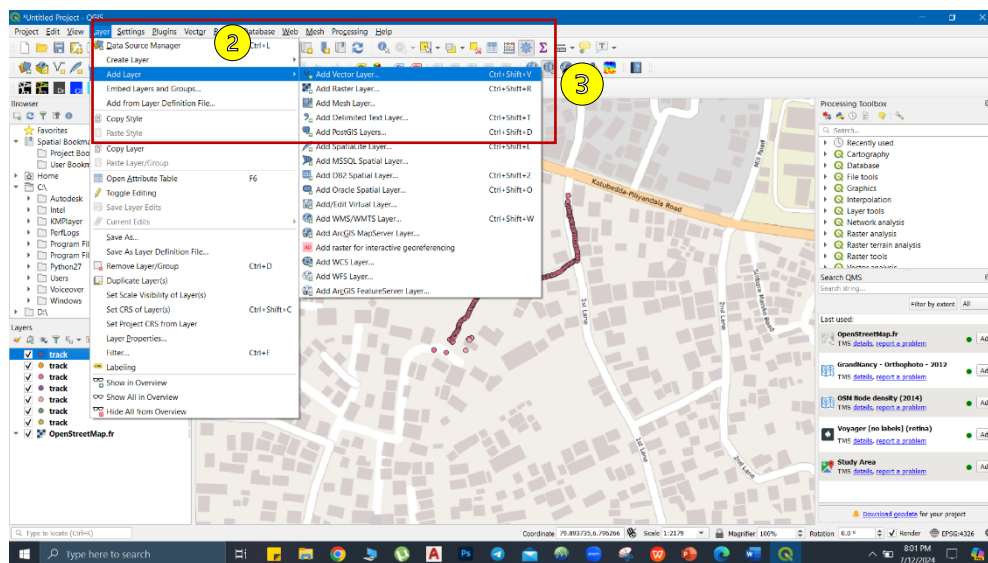 *Untitled Project - QGIS
Project Edit View Layer Settings Plugins Vector Database Web Mesh Processing Help
2
Data Source Manager Ctrl+L
Create Layer
Add Layer
Embed Layers and Groups...
Add from Layer Definition File...
Copy Style
Paste Style
Copy Layer
Paste Layer/Group
Open Attribute Table F6
Toggle Editing
Save Layer Edits
Current Edits
Save As...
Save As Layer Definition File...
Remove Layer/Group Ctrl+D
Duplicate Layer(s)
Set Scale Visibility of Layer(s)
Set CRS of Layer(s) Ctrl+Shift+C
Set Project CRS from Layer
Layer Properties...
Filter... Ctrl+F
Labeling
Show in Overview
Show All in Overview
Hide All from Overview
3
Add Vector Layer... Ctrl+Shift+V
Add Raster Layer... Ctrl+Shift+R
Add Mesh Layer...
Add Delimited Text Layer... Ctrl+Shift+T
Add PostGIS Layers... Ctrl+Shift+D
Add SpatiaLite Layer... Ctrl+Shift+L
Add MSSQL Spatial Layer...
Add DB2 Spatial Layer... Ctrl+Shift+2
Add Oracle Spatial Layer... Ctrl+Shift+O
Add/Edit Virtual Layer...
Add WMS/WMTS Layer... Ctrl+Shift+W
Add ArcGIS MapServer Layer...
Add raster for interactive georeferencing
Add WCS Layer...
Add WFS Layer...
Add ArcGIS FeatureServer Layer...
Browser
Favorites
Spatial Bookma
Project Boo
User Bookm
Home
C:\
Autodesk
Intel
KMPlayer
PerfLogs
Program Fil
Program Fil
Python27
Users
Voiceover
Windows
D:\
Layers
track
track
track
track
track
track
OpenStreetMap.fr
Mill Road
Katubedda-Piliyandala Road
1st Lane
2nd Lane
1st Lane
2nd Lane
Processing Toolbox
Search...
Recently used
Cartography
Database
File tools
Graphics
Interpolation
Layer tools
Network analysis
Raster analysis
Raster terrain analysis
Raster tools
Vector analysis
Search QMS
Search string...
Filter by extent All
Last used:
OpenStreetMap.fr
TMS details, report a problem
Ad
GrandNancy - Orthophoto - 2012
TMS details, report a problem
Ad
OSM Node density (2014)
TMS details, report a problem
Ad
Voyager (no labels) (retina)
TMS details, report a problem
Ad
Study Area
TMS details, report a problem
Ad
Download geodata for your project
Type to locate (Ctrl+K)
Coordinate 79.893735,6.796266 Scale 1:2179 Magnifier 100% Rotation 0.0 ° Render EPSG:4326
Type here to search
8:01 PM
7/12/2024